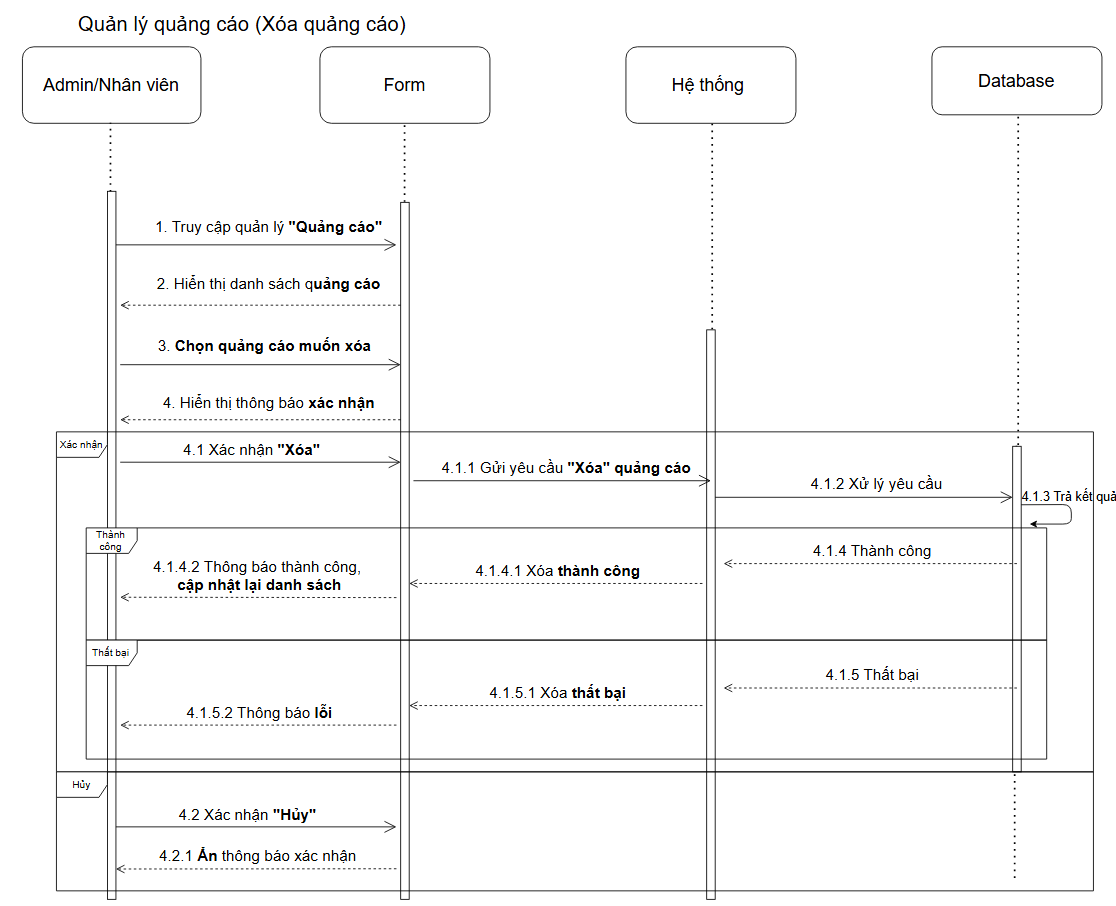 Quản lý quảng cáo (Xóa quảng cáo)
Admin/Nhân viên
Form
Hệ thống
Database
1. Truy cập quản lý "Quảng cáo"
2. Hiển thị danh sách quảng cáo
3. Chọn quảng cáo muốn xóa
4. Hiển thị thông báo xác nhận
Xác nhận
4.1 Xác nhận "Xóa"
4.1.1 Gửi yêu cầu "Xóa" quảng cáo
4.1.2 Xử lý yêu cầu
4.1.3 Trả kết quả
Thành
công
4.1.4 Thành công
4.1.4.1 Xóa thành công
4.1.4.2 Thông báo thành công,
cập nhật lại danh sách
Thất bại
4.1.5 Thất bại
4.1.5.1 Xóa thất bại
4.1.5.2 Thông báo lỗi
Hủy
4.2 Xác nhận "Hủy"
4.2.1 Ẩn thông báo xác nhận